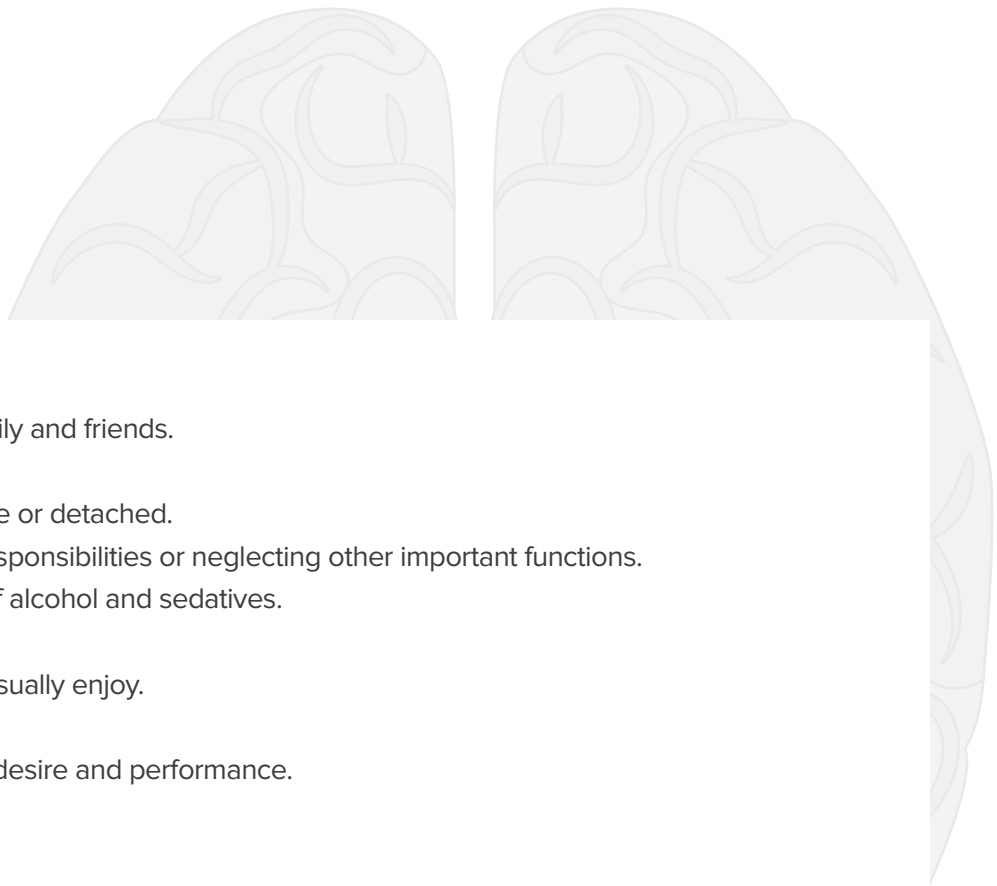 ily and friends.
e or detached.
sponsibilities or neglecting other important functions.
f alcohol and sedatives.
sually enjoy.
desire and performance.